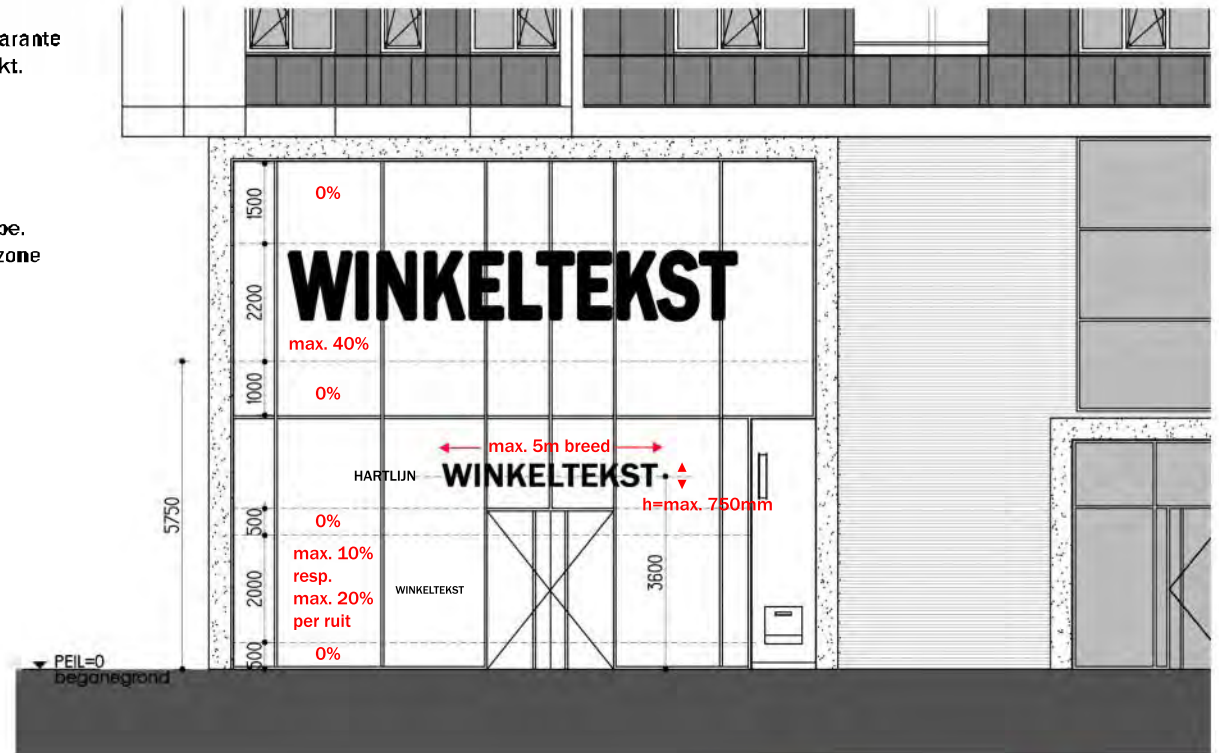 arante
kt.
pe.
zone
1500
0%
WINKELTEKST
2200
max. 40%
1000
0%
max. 5m breed
HARTLIJN
WINKELTEKST
h=max. 750mm
5750
500
0%
max. 10%
resp.
max. 20%
per ruit
2000
WINKELTEKST
3600
500
0%
PEIL=0
beganegrond